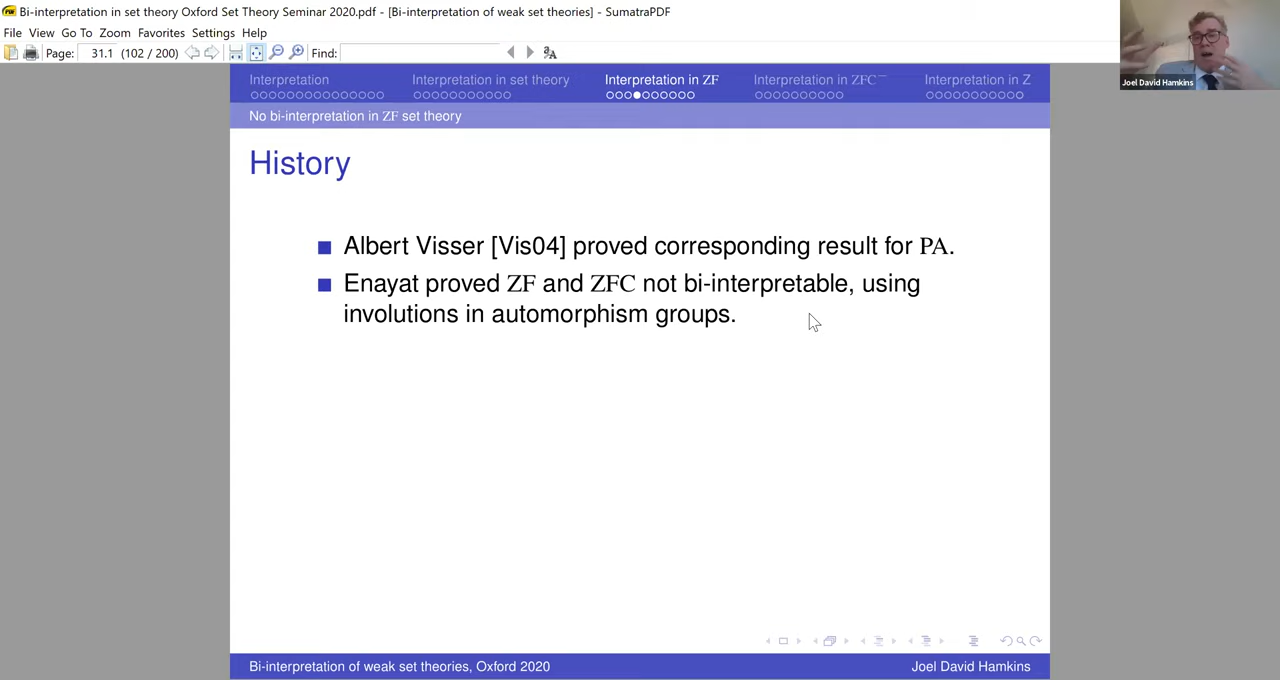 Bi-interpretation in set theory Oxford Set Theory Seminar 2020.pdf - [Bi-interpretation of weak set theories] - SumatraPDF
File View Go To Zoom Favorites Settings Help
Page: 31.1 (102 / 200) Find:
Joel David Hamkins
Interpretation Interpretation in set theory Interpretation in ZF Interpretation in ZFC⁻ Interpretation in Z
No bi-interpretation in ZF set theory
History
Albert Visser [Vis04] proved corresponding result for PA.
Enayat proved ZF and ZFC not bi-interpretable, using
involutions in automorphism groups.
Bi-interpretation of weak set theories, Oxford 2020 Joel David Hamkins